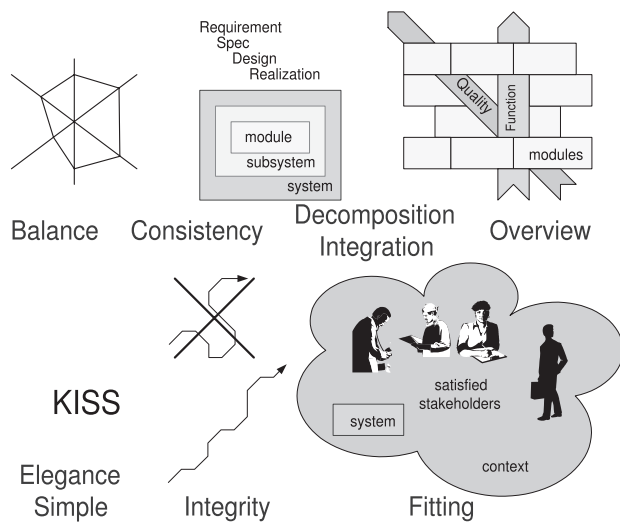 Requirement
Spec
Design
Realization
module
subsystem
system
Quality
Function
modules
Balance
Consistency
Decomposition
Integration
Overview
KISS
satisfied
stakeholders
system
context
Elegance
Simple
Integrity
Fitting